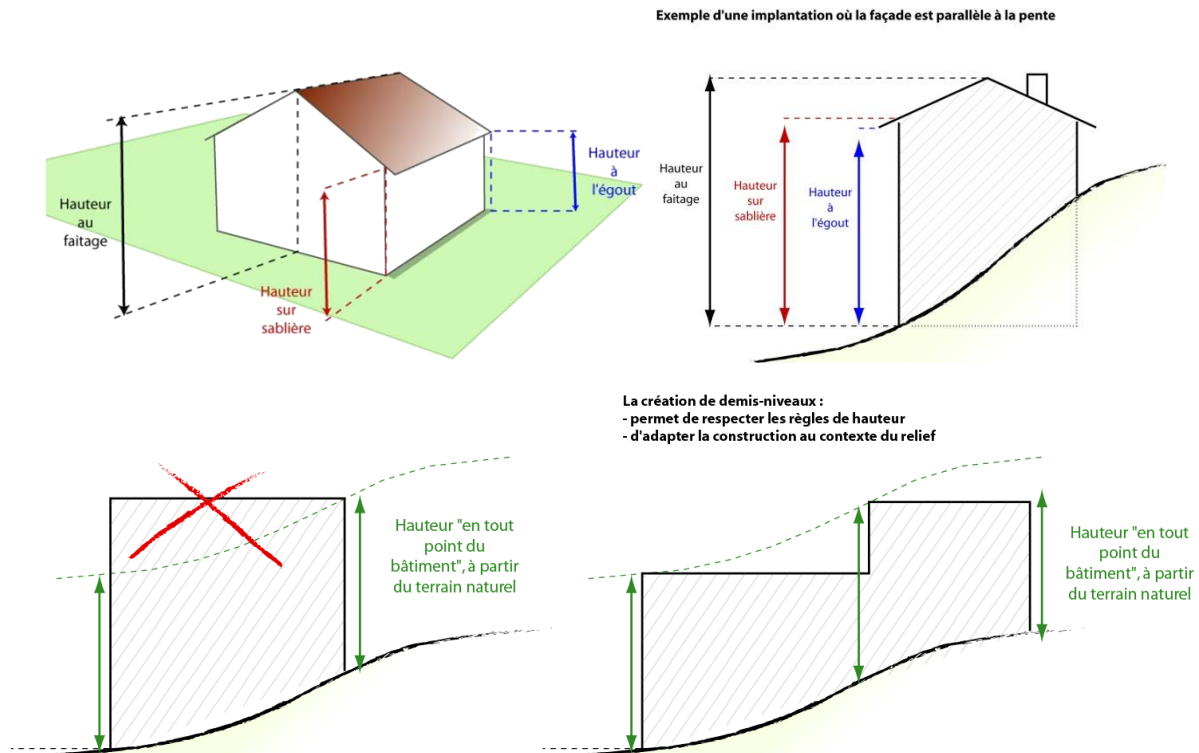 Exemple d'une implantation où la façade est parallèle à la pente
Hauteur
au
faitage
Hauteur
sur
sablière
Hauteur
à
l'égout
Hauteur
au
faitage
Hauteur
sur
sablière
Hauteur
à
l'égout
La création de demis-niveaux :
- permet de respecter les règles de hauteur
- d'adapter la construction au contexte du relief
Hauteur "en tout
point du
bâtiment", à partir
du terrain naturel
Hauteur "en tout
point du
bâtiment", à partir
du terrain naturel